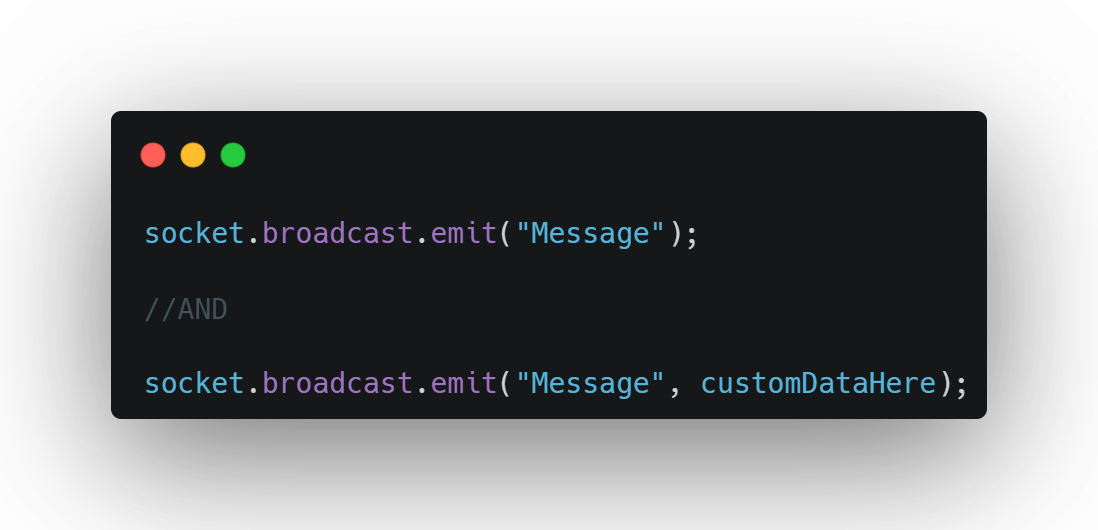 socket.broadcast.emit("Message");
//AND
socket.broadcast.emit("Message", customDataHere);